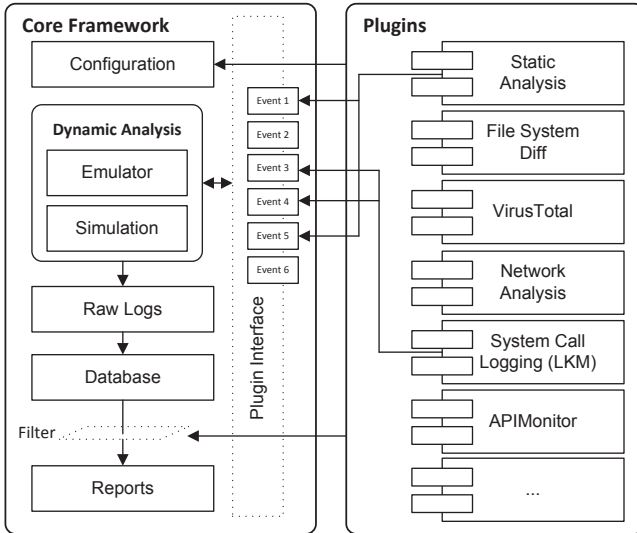 Core Framework
Configuration
Dynamic Analysis
Emulator
Simulation
Raw Logs
Database
Filter
Reports
Event 1
Event 2
Event 3
Event 4
Event 5
Event 6
Plugin Interface
Plugins
Static
Analysis
File System
Diff
VirusTotal
Network
Analysis
System Call
Logging (LKM)
APIMonitor
...